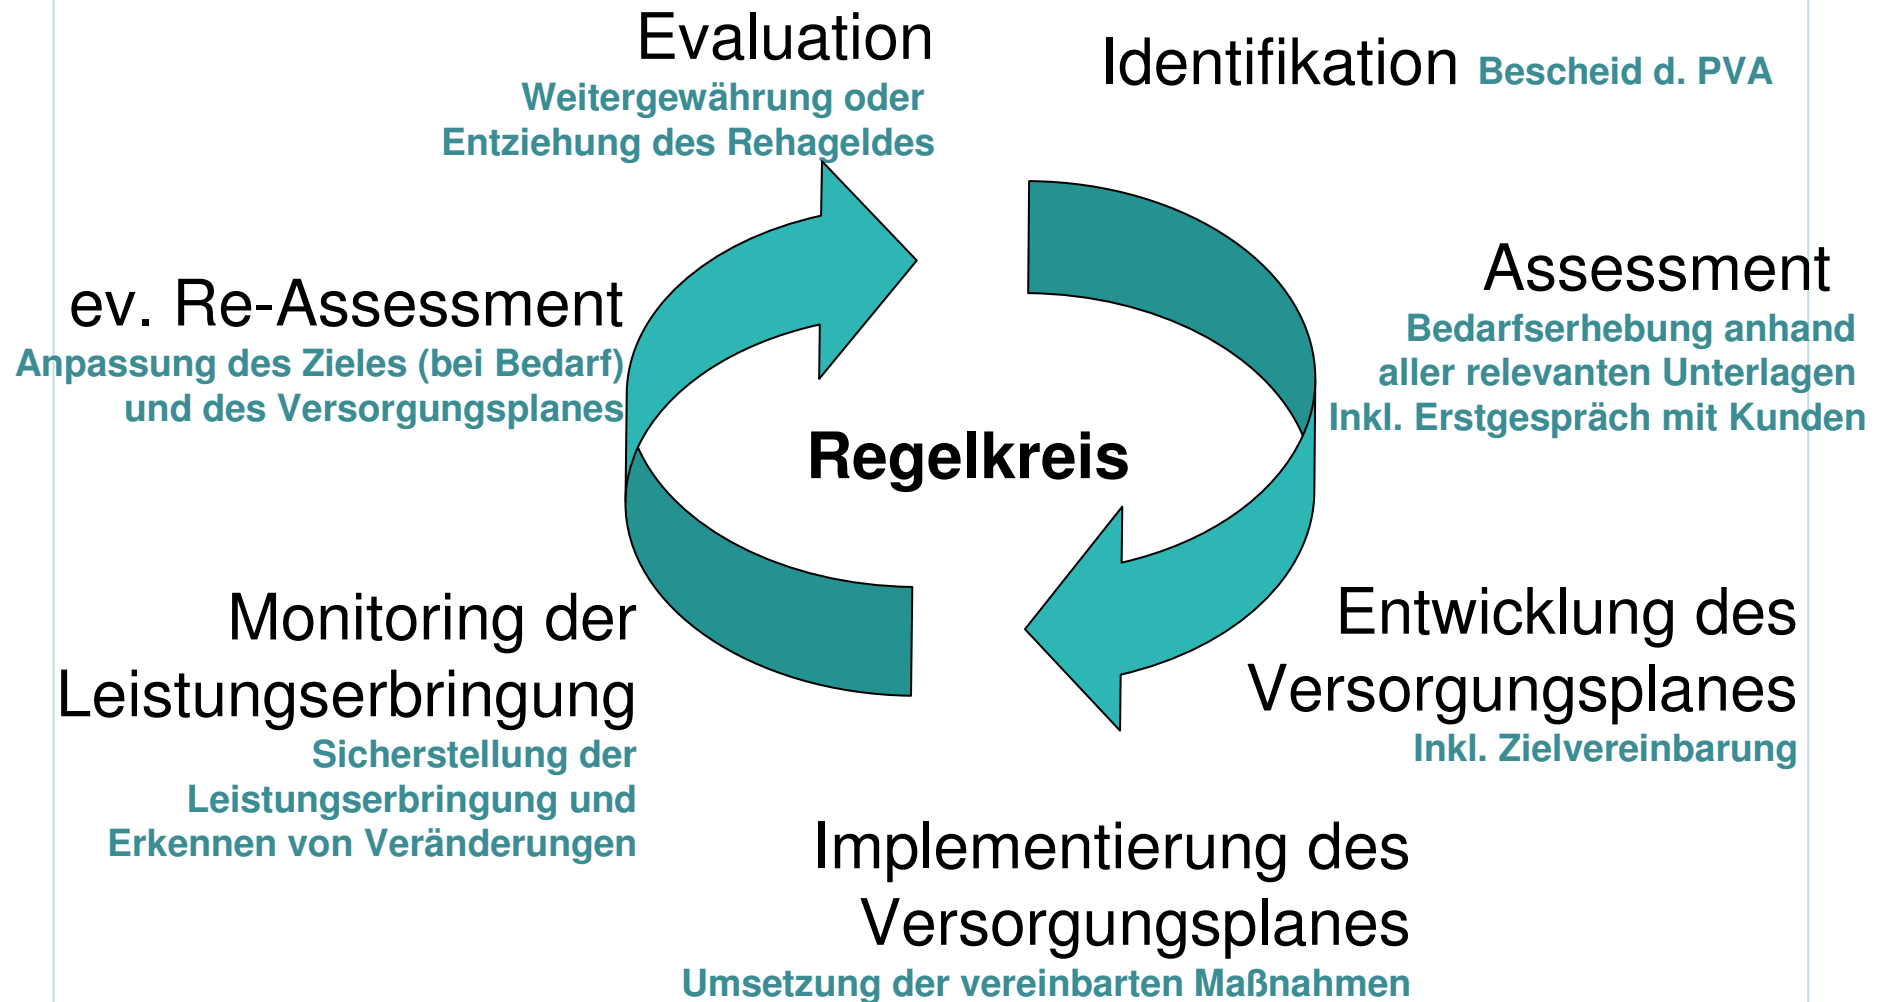 Evaluation
Weitergewährung oder
Entziehung des Rehageldes
Identifikation Bescheid d. PVA
Assessment
Bedarfserhebung anhand
aller relevanten Unterlagen
Inkl. Erstgespräch mit Kunden
ev. Re-Assessment
Anpassung des Zieles (bei Bedarf)
und des Versorgungsplanes
Regelkreis
Entwicklung des
Versorgungsplanes
Inkl. Zielvereinbarung
Monitoring der
Leistungserbringung
Sicherstellung der
Leistungserbringung und
Erkennen von Veränderungen
Implementierung des
Versorgungsplanes
Umsetzung der vereinbarten Maßnahmen